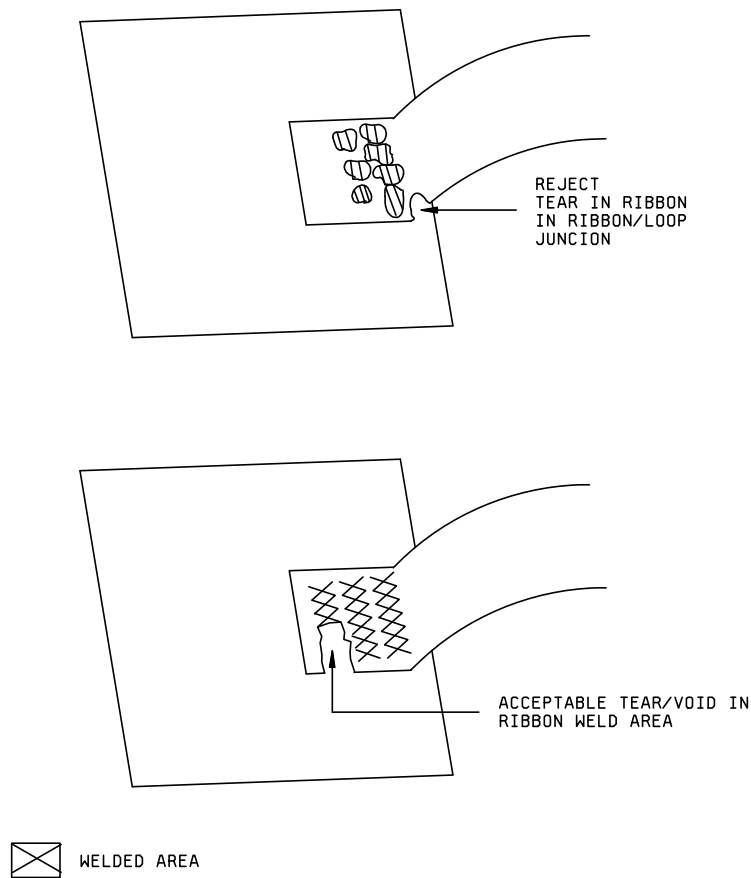 REJECT
TEAR IN RIBBON
IN RIBBON/LOOP
JUNCION
ACCEPTABLE TEAR/VOID IN
RIBBON WELD AREA
WELDED AREA